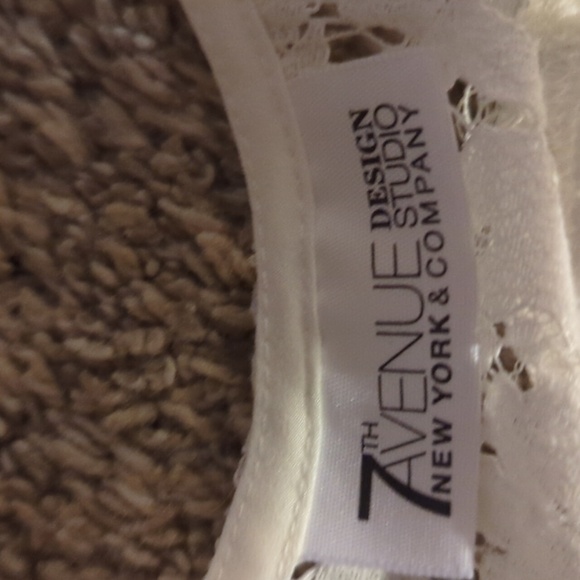 7TH AVENUE DESIGN STUDIO
NEW YORK & COMPANY